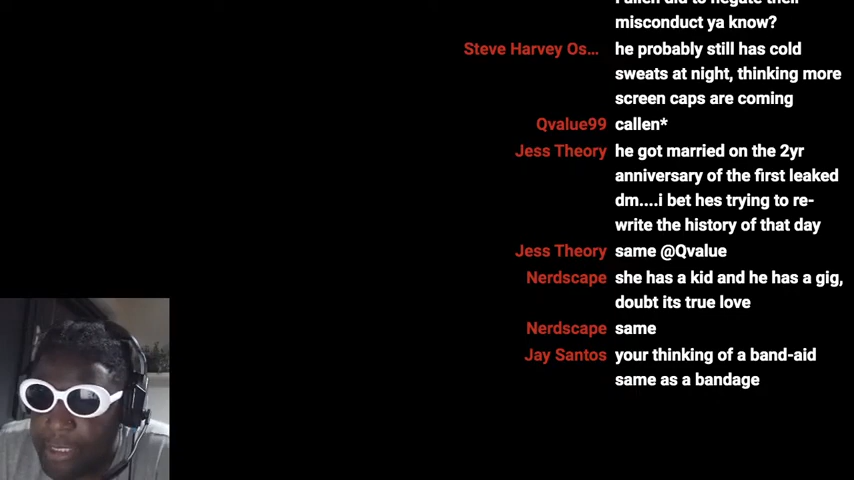 misconduct ya know?
Steve Harvey Os... he probably still has cold
sweats at night, thinking more
screen caps are coming
Qvalue99 callen*
Jess Theory he got married on the 2yr
anniversary of the first leaked
dm....i bet hes trying to re-
write the history of that day
Jess Theory same @Qvalue
Nerdscape she has a kid and he has a gig,
doubt its true love
Nerdscape same
Jay Santos your thinking of a band-aid
same as a bandage